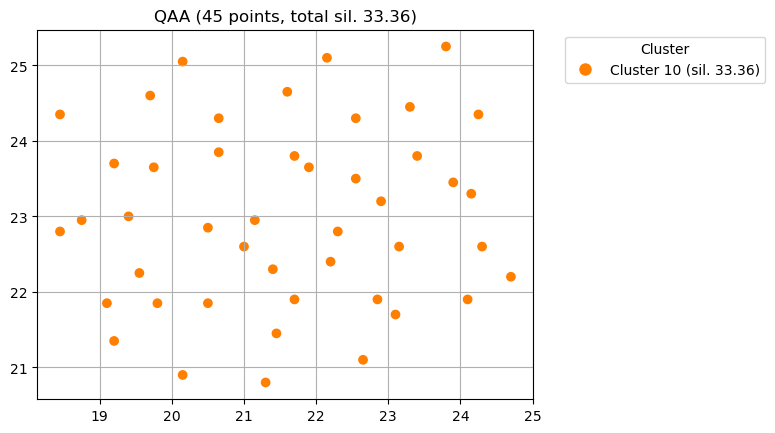 QAA (45 points, total sil. 33.36)
Cluster
Cluster 10 (sil. 33.36)
25
24
23
22
21
19 20 21 22 23 24 25